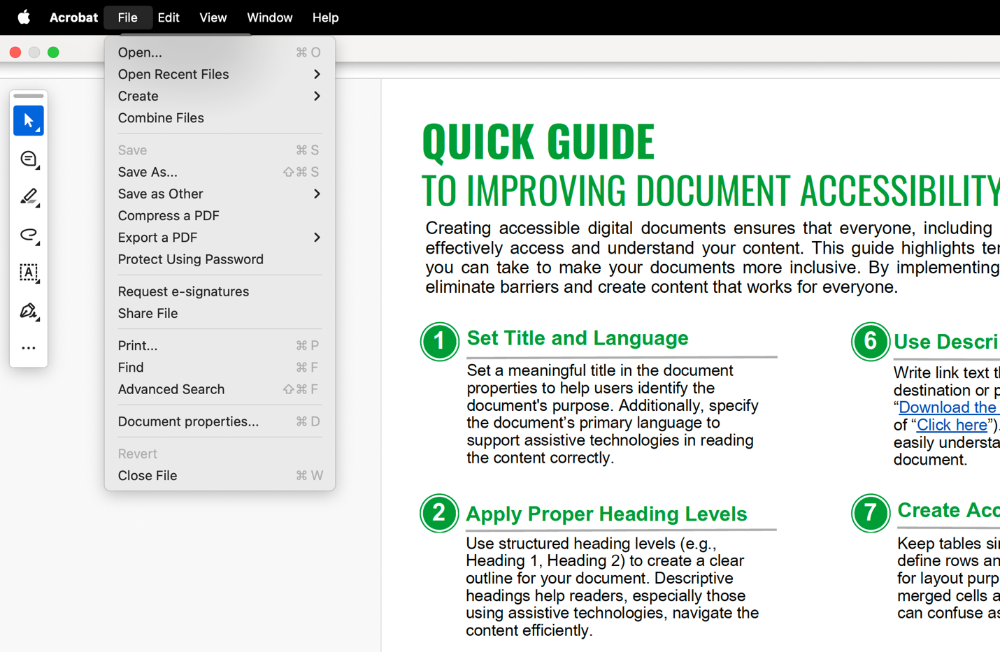 Acrobat File Edit View Window Help
Open... ⌘ O
Open Recent Files
Create
Combine Files
Save ⌘ S
Save As... ⇧⌘ S
Save as Other
Compress a PDF
Export a PDF
Protect Using Password
Request e-signatures
Share File
Print... ⌘ P
Find ⌘ F
Advanced Search ⇧⌘ F
Document properties... ⌘ D
Revert
Close File ⌘ W
A
QUICK GUIDE
TO IMPROVING DOCUMENT ACCESSIBILITY
Creating accessible digital documents ensures that everyone, including
effectively access and understand your content. This guide highlights
you can take to make your documents more inclusive. By implementing
eliminate barriers and create content that works for everyone.
1 Set Title and Language
Set a meaningful title in the document
properties to help users identify the
document's purpose. Additionally, specify
the document’s primary language to
support assistive technologies in reading
the content correctly.
2 Apply Proper Heading Levels
Use structured heading levels (e.g.,
Heading 1, Heading 2) to create a clear
outline for your document. Descriptive
headings help readers, especially those
using assistive technologies, navigate the
content efficiently.
6 Use
Write link text
destination or
“Download the
of “Click here”).
easily
document.
7 Create
Keep tables
define rows
for layout
merged cells
can confuse